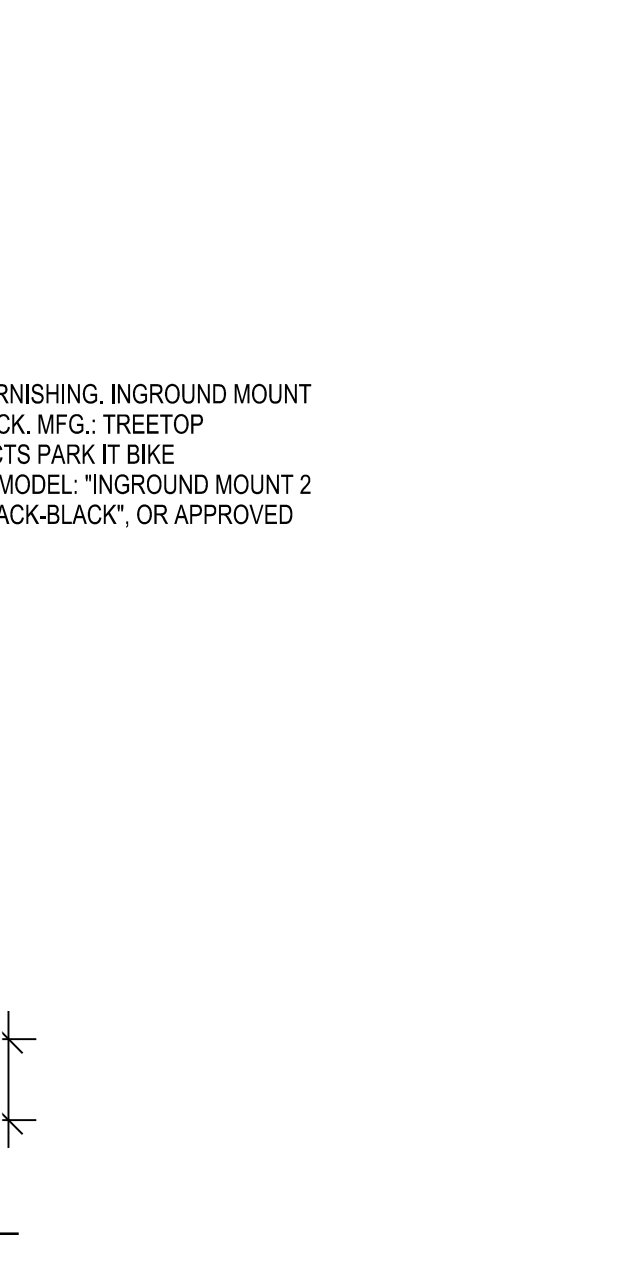 RNISHING. INGROUND MOUNT
CK. MFG.: TREETOP
CTS PARK IT BIKE
MODEL: "INGROUND MOUNT 2
ACK-BLACK", OR APPROVED